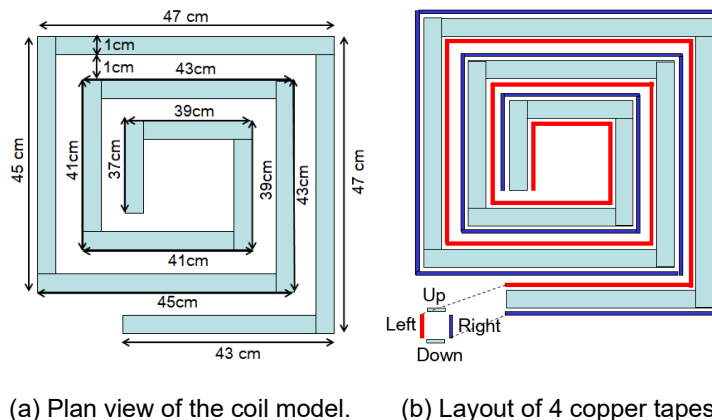 47 cm
1cm
1cm
43cm
39cm
45 cm
41cm
37cm
39cm
43cm
47 cm
41cm
45cm
43 cm
Up
Left
Right
Down
(a) Plan view of the coil model.
(b) Layout of 4 copper tapes